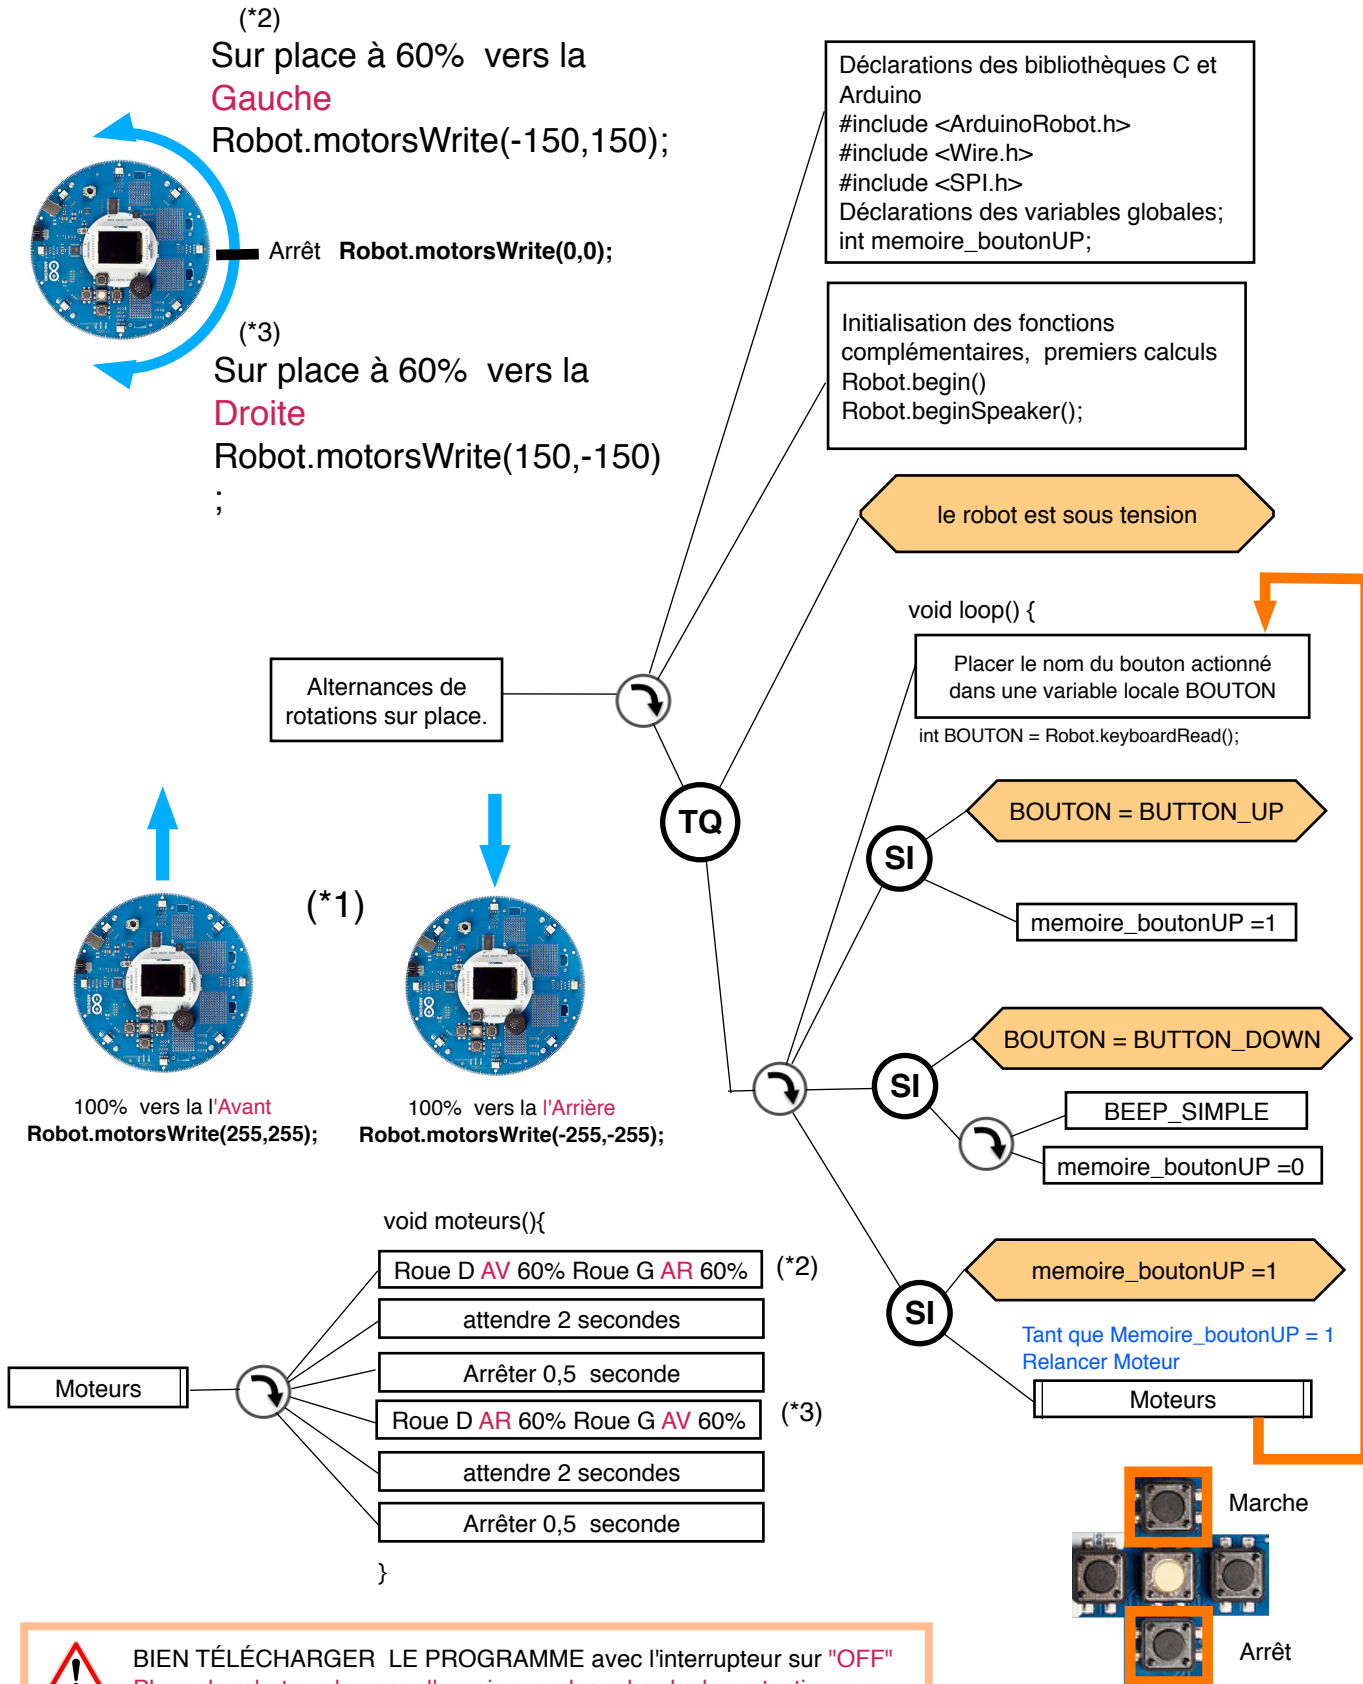 (*2)
Sur place à 60% vers la
Gauche
Robot.motorsWrite(-150,150);
Arrêt Robot.motorsWrite(0,0);
(*3)
Sur place à 60% vers la
Droite
Robot.motorsWrite(150,-150)
;
Déclarations des bibliothèques C et
Arduino
#include <ArduinoRobot.h>
#include <Wire.h>
#include <SPI.h>
Déclarations des variables globales;
int memoire_boutonUP;
Initialisation des fonctions
complémentaires, premiers calculs
Robot.begin()
Robot.beginSpeaker();
le robot est sous tension
void loop() {
Placer le nom du bouton actionné
dans une variable locale BOUTON
int BOUTON = Robot.keyboardRead();
Alternances de
rotations sur place.
TQ
SI
BOUTON = BUTTON_UP
memoire_boutonUP =1
SI
BOUTON = BUTTON_DOWN
BEEP_SIMPLE
memoire_boutonUP =0
SI
memoire_boutonUP =1
Tant que Memoire_boutonUP = 1
Relancer Moteur
Moteurs
(*1)
100% vers la l'Avant
Robot.motorsWrite(255,255);
100% vers la l'Arrière
Robot.motorsWrite(-255,-255);
void moteurs(){
Moteurs
Roue D AV 60% Roue G AR 60% (*2)
attendre 2 secondes
Arrêter 0,5 seconde
Roue D AR 60% Roue G AV 60% (*3)
attendre 2 secondes
Arrêter 0,5 seconde
}
Marche
Arrêt
BIEN TÉLÉCHARGER LE PROGRAMME avec l'interrupteur sur "OFF"